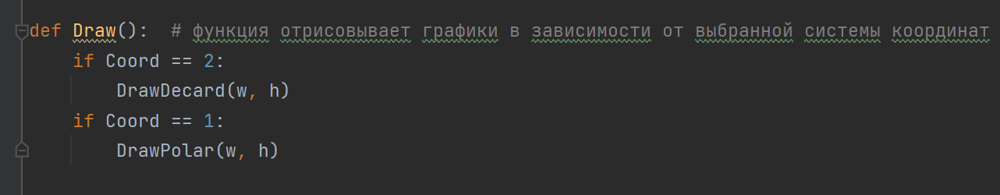 def Draw():  # функция отрисовывает графики в зависимости от выбранной системы координат
    if Coord == 2:
        DrawDecard(w, h)
    if Coord == 1:
        DrawPolar(w, h)